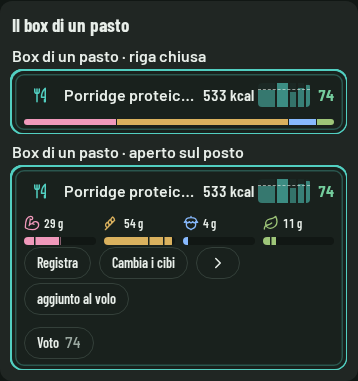 Il box di un pasto
Box di un pasto · riga chiusa
Porridge proteic... 533 kcal 74
Box di un pasto · aperto sul posto
Porridge proteic... 533 kcal 74
29 g 54 g 4 g 11 g
Registra Cambia i cibi
aggiunto al volo
Voto 74